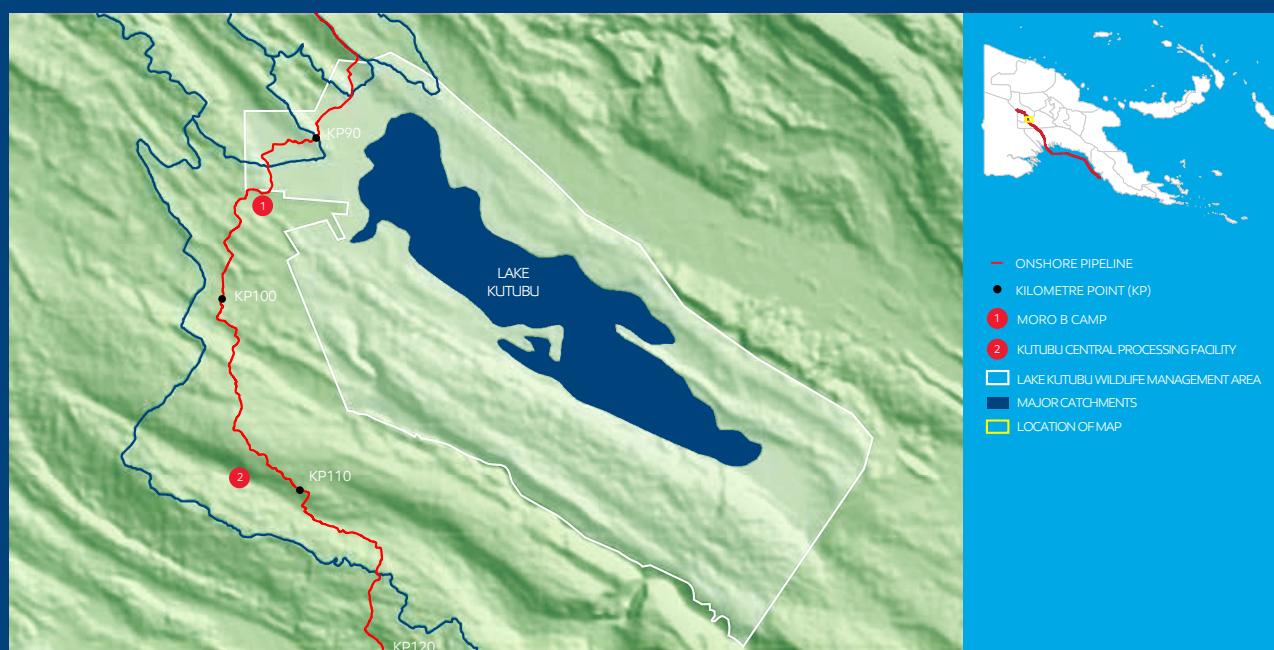 KP90
1
KP100
LAKE
KUTUBU
2
KP110
KP120
ONSHORE PIPELINE
KILOMETRE POINT (KP)
1 MORO B CAMP
2 KUTUBU CENTRAL PROCESSING FACILITY
LAKE KUTUBU WILDLIFE MANAGEMENT AREA
MAJOR CATCHMENTS
LOCATION OF MAP